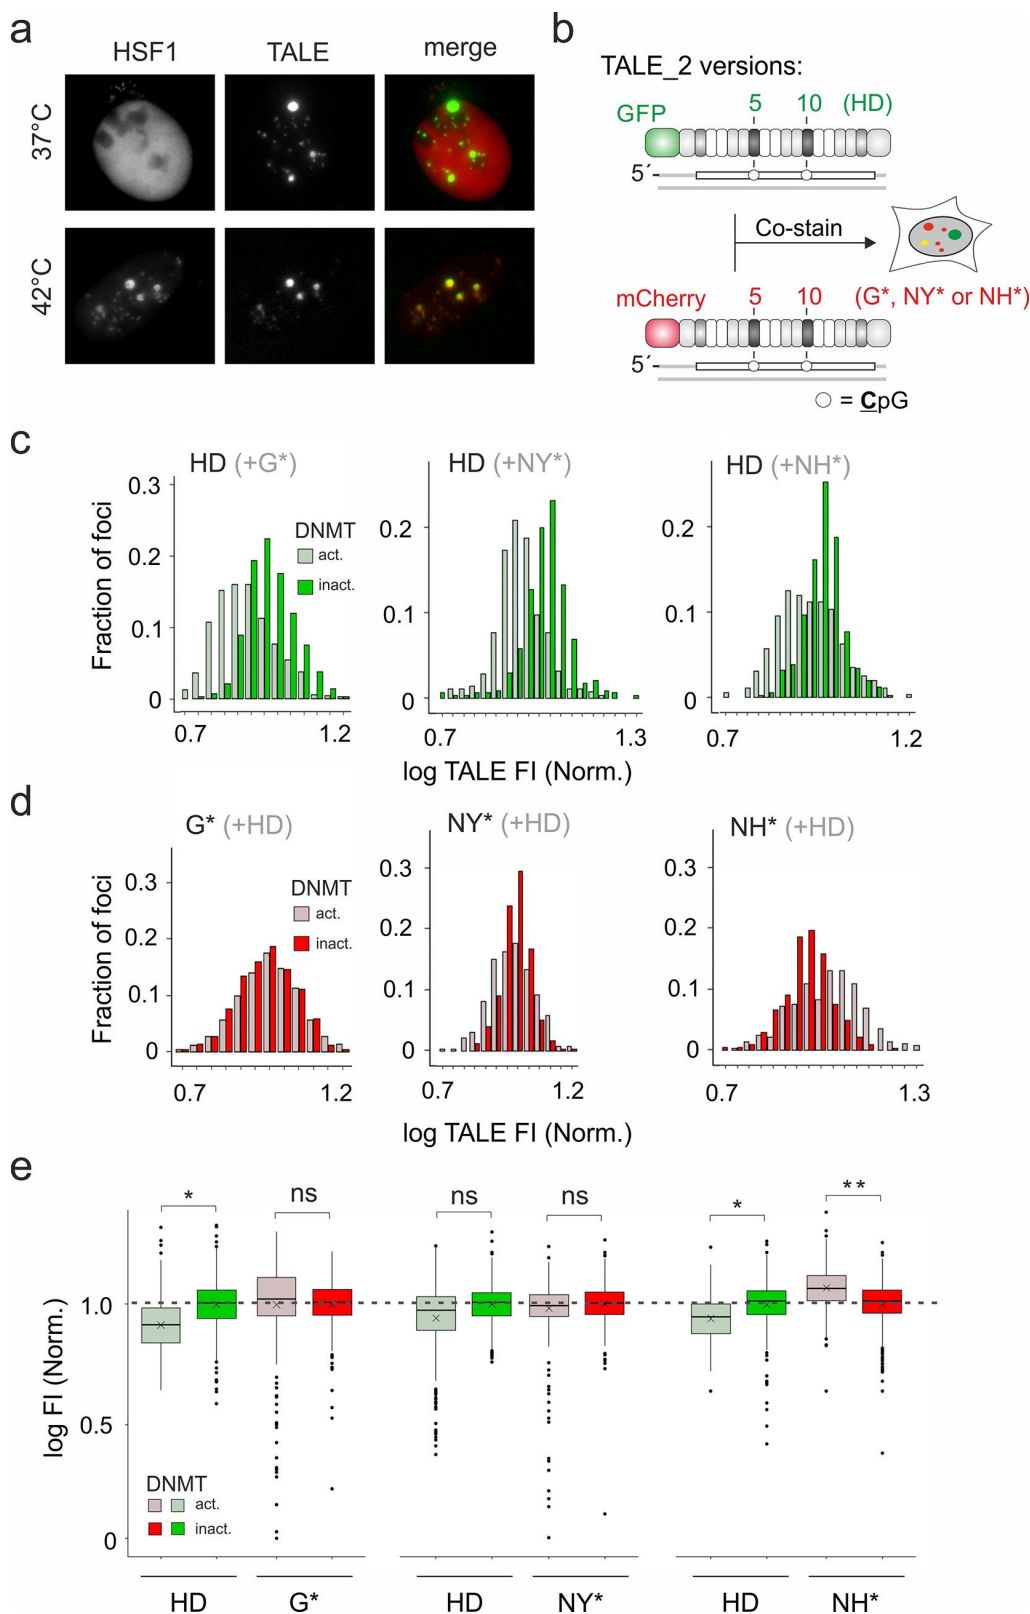 a
HSF1 TALE merge
37°C
42°C
b
TALE_2 versions:
GFP 5 10 (HD)
5´
Co-stain
mCherry 5 10 (G*, NY* or NH*)
5´
= CpG
c
HD (+G*) HD (+NY*) HD (+NH*)
Fraction of foci
DNMT
act.
inact.
0.3
0.2
0.1
0
0.7 1.2
0.2
0.1
0
0.7 1.3
0.2
0.1
0
0.7 1.2
log TALE FI (Norm.)
d
G* (+HD) NY* (+HD) NH* (+HD)
Fraction of foci
DNMT
act.
inact.
0.3
0.2
0.1
0
0.7 1.2
0.3
0.2
0.1
0
0.7 1.2
0.3
0.2
0.1
0
0.7 1.3
log TALE FI (Norm.)
e
* ns ns ns * **
log FI (Norm.)
1.0
0.5
0
DNMT
act.
inact.
HD G* HD NY* HD NH*